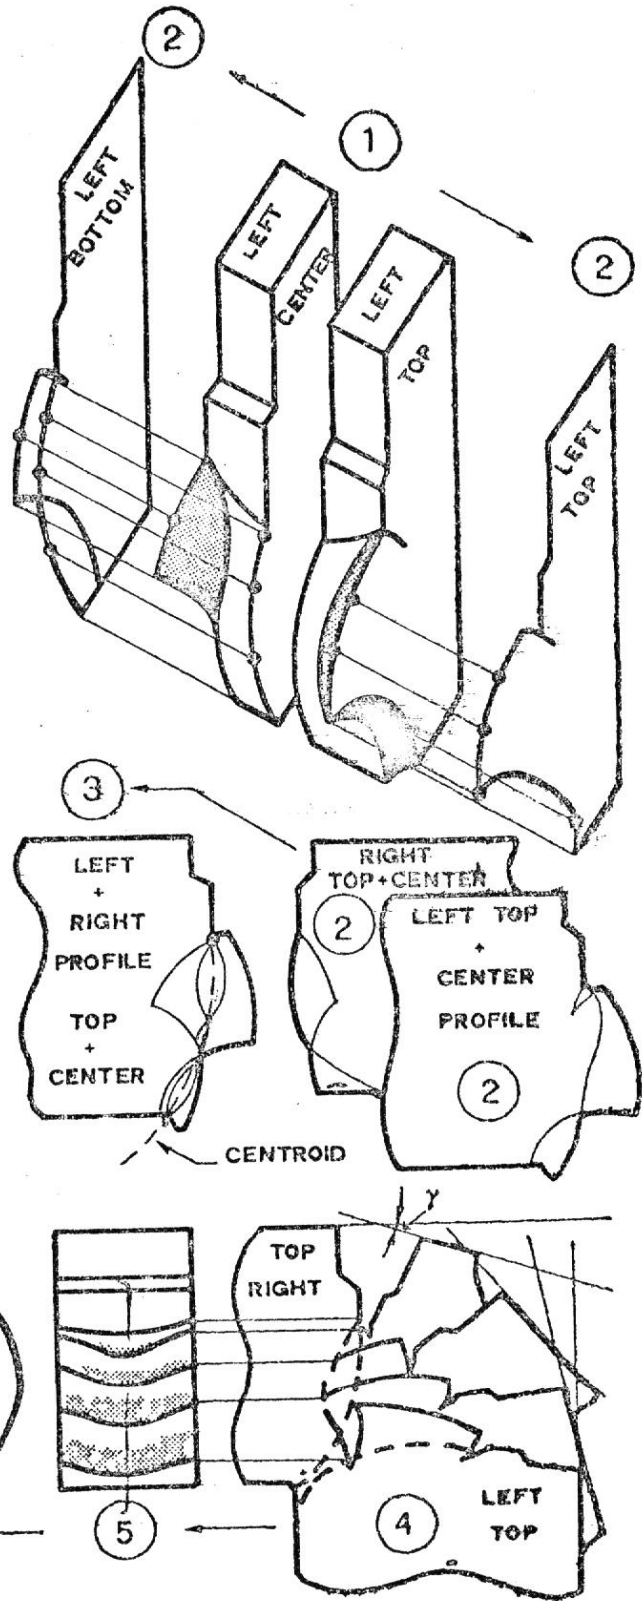 2
1
2
LEFT
BOTTOM
LEFT
CENTER
LEFT
TOP
LEFT
TOP
3
LEFT
+
RIGHT
PROFILE
TOP
+
CENTER
CENTROID
RIGHT
TOP+CENTER
2
LEFT TOP
+
CENTER
PROFILE
2
γ
TOP
RIGHT
LEFT
TOP
4
5